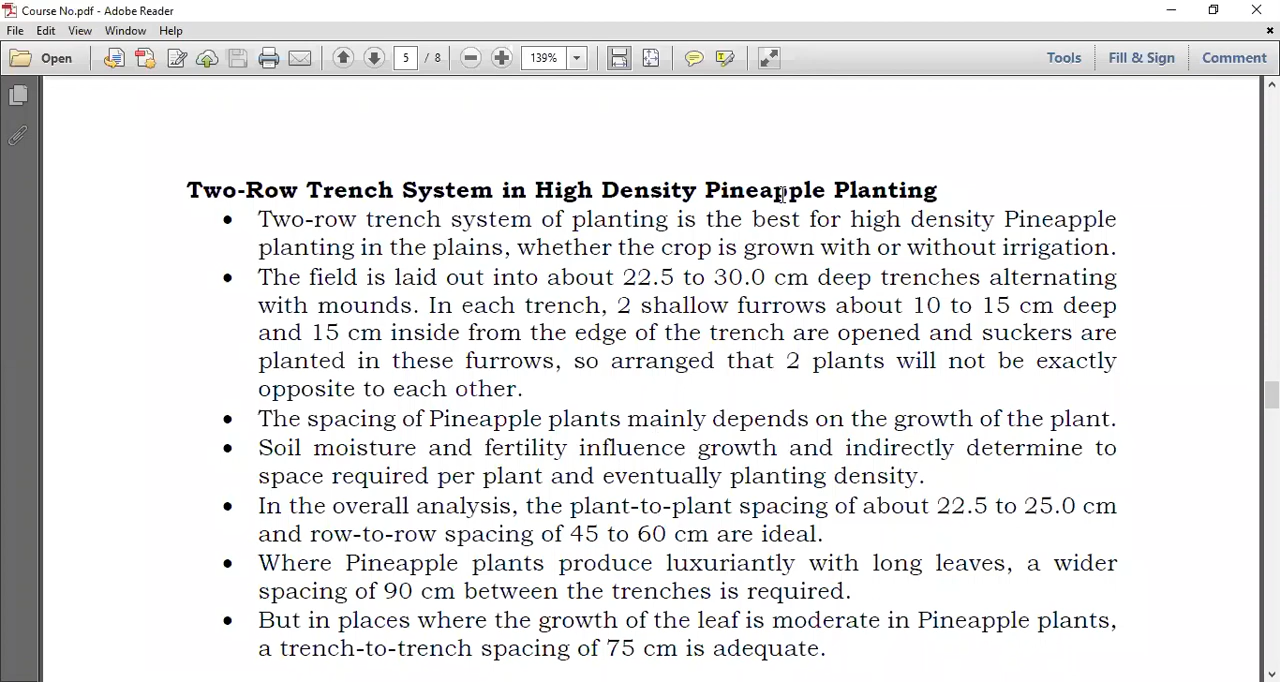 Course No.pdf - Adobe Reader
File Edit View Window Help
Open 5 / 8 139% Tools Fill & Sign Comment
Two-Row Trench System in High Density Pineapple Planting
• Two-row trench system of planting is the best for high density Pineapple
planting in the plains, whether the crop is grown with or without irrigation.
• The field is laid out into about 22.5 to 30.0 cm deep trenches alternating
with mounds. In each trench, 2 shallow furrows about 10 to 15 cm deep
and 15 cm inside from the edge of the trench are opened and suckers are
planted in these furrows, so arranged that 2 plants will not be exactly
opposite to each other.
• The spacing of Pineapple plants mainly depends on the growth of the plant.
• Soil moisture and fertility influence growth and indirectly determine to
space required per plant and eventually planting density.
• In the overall analysis, the plant-to-plant spacing of about 22.5 to 25.0 cm
and row-to-row spacing of 45 to 60 cm are ideal.
• Where Pineapple plants produce luxuriantly with long leaves, a wider
spacing of 90 cm between the trenches is required.
• But in places where the growth of the leaf is moderate in Pineapple plants,
a trench-to-trench spacing of 75 cm is adequate.